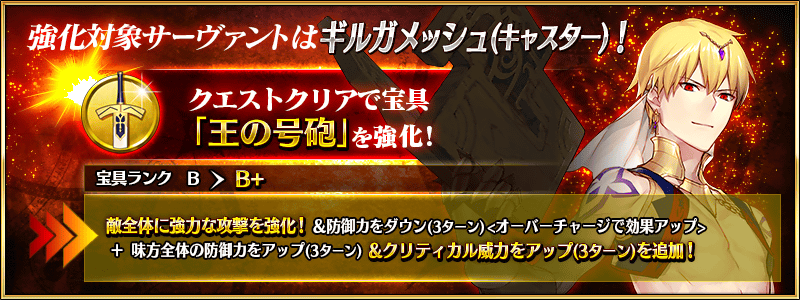 強化対象サーヴァントはギルガメッシュ(キャスター)！
クエストクリアで宝具
「王の号砲」を強化！
宝具ランク B > B+
敵全体に強力な攻撃を強化！&防御力をダウン(3ターン)<オーバーチャージで効果アップ>
＋ 味方全体の防御力をアップ(3ターン) &クリティカル威力をアップ(3ターン)を追加！